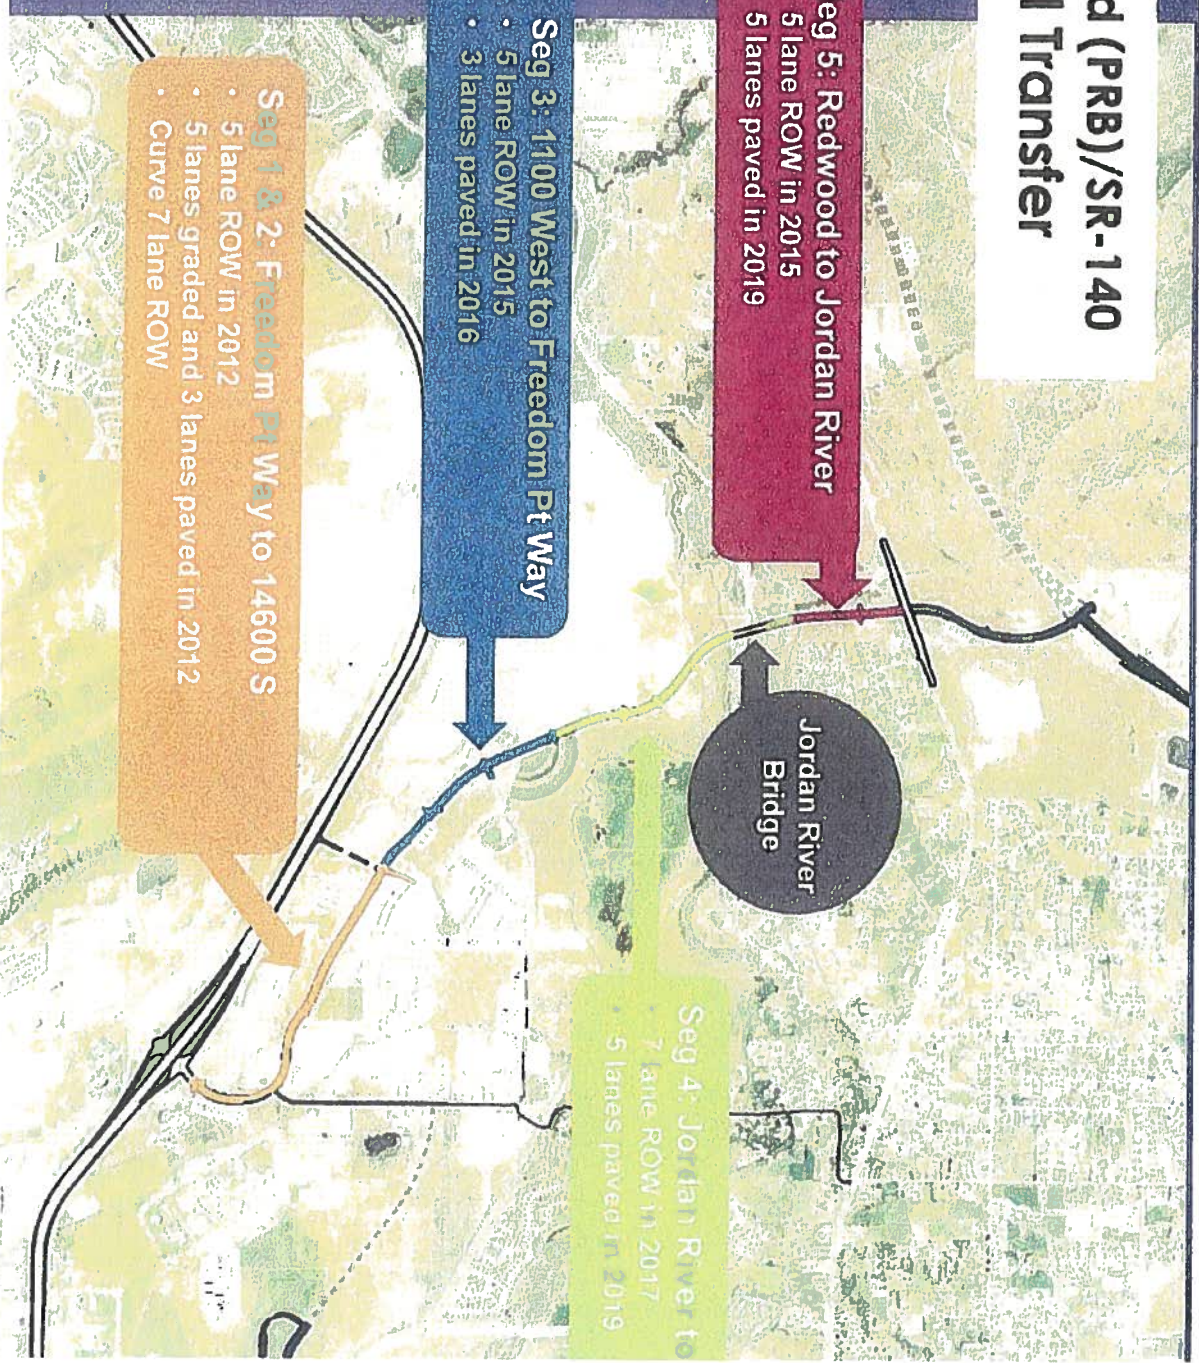 d (PRB)/SR-140
l Transfer
eg 5: Redwood to Jordan River
5 lane ROW in 2015
5 lanes paved in 2019
Jordan River
Bridge
Seg 4: Jordan River to
• 7 lane ROW in 2017
• 5 lanes paved in 2019
Seg 3: 1100 West to Freedom Pt Way
• 5 lane ROW in 2015
• 3 lanes paved in 2016
Seg 1 & 2: Freedom Pt Way to 14600 S
• 5 lane ROW in 2012
• 5 lanes graded and 3 lanes paved in 2012
• Curve 7 lane ROW